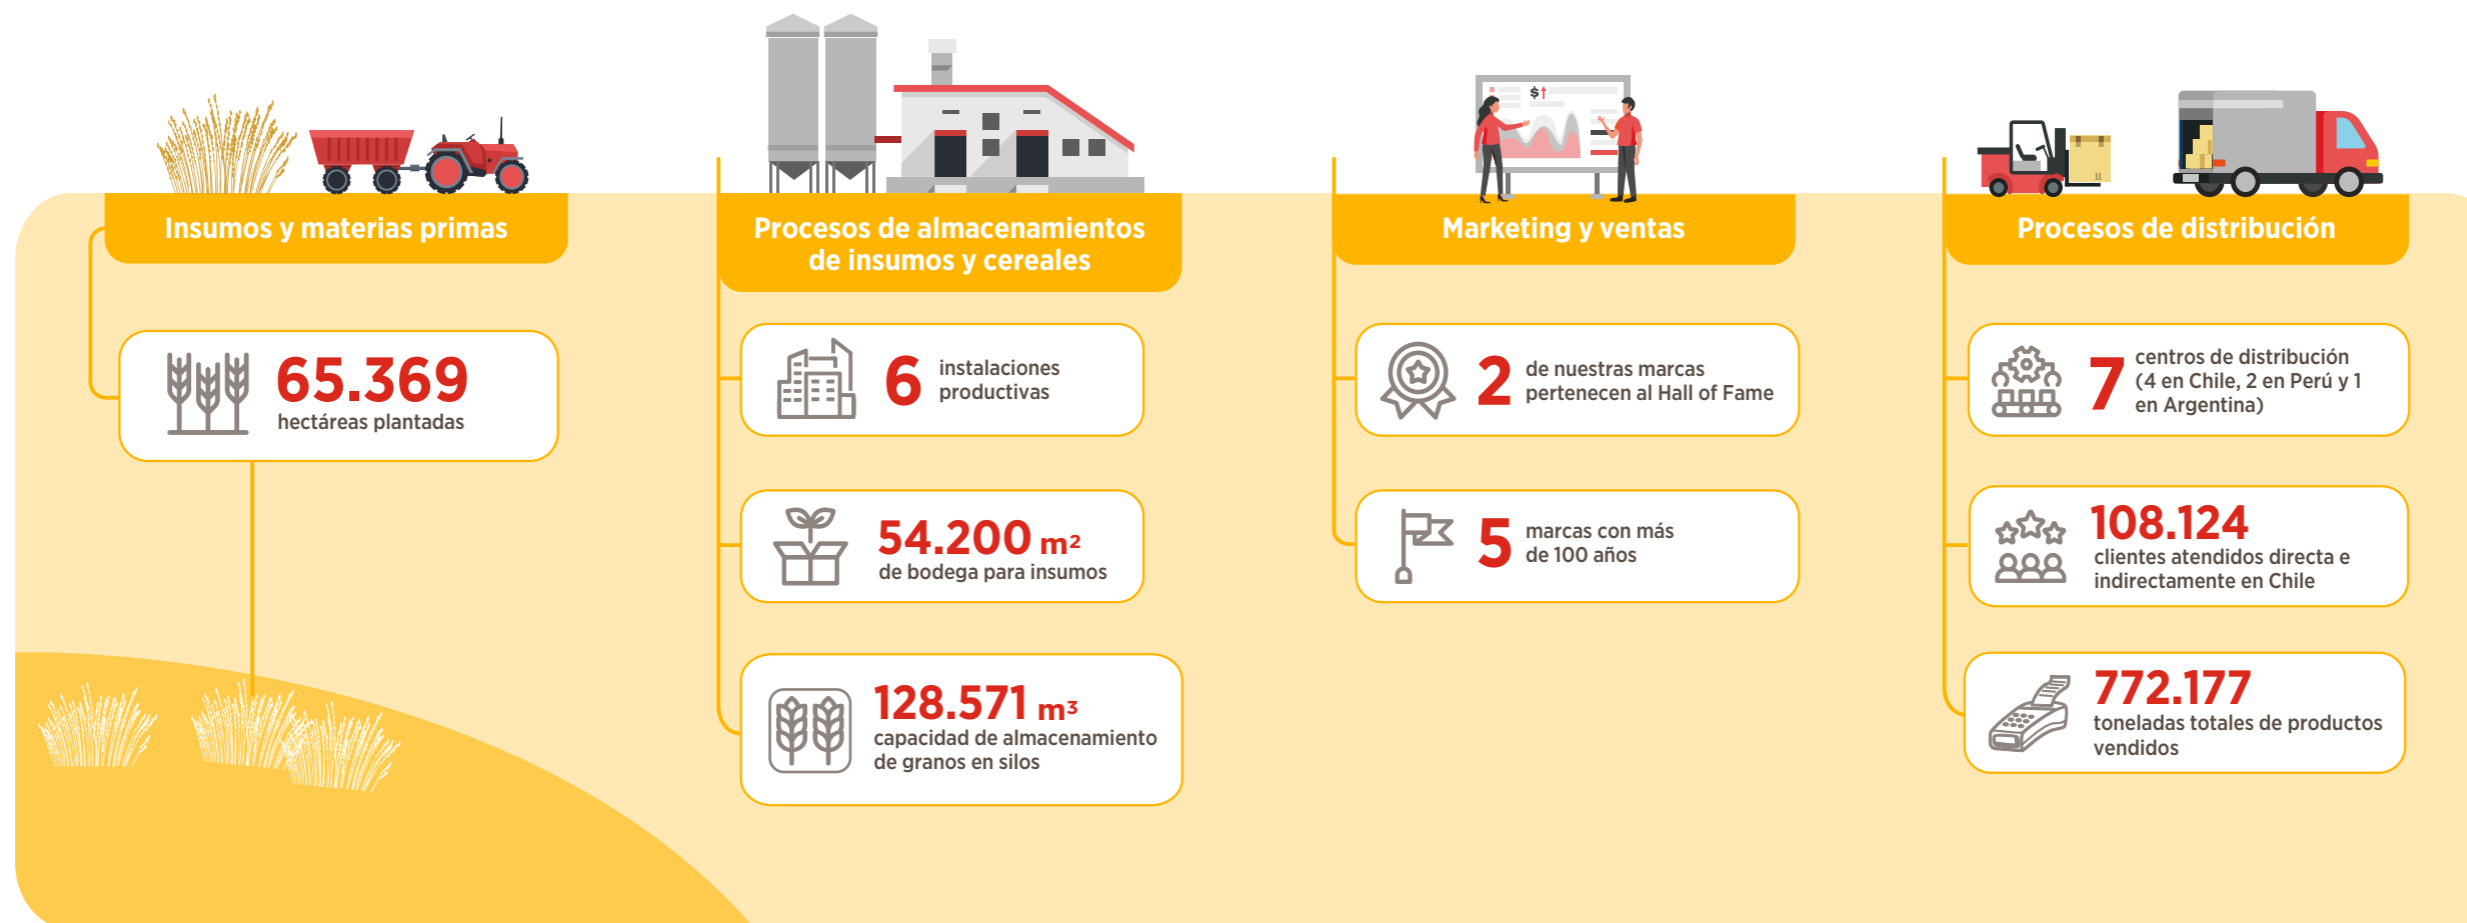 Insumos y materias primas
65.369
hectáreas plantadas
Procesos de almacenamientos
de insumos y cereales
6
instalaciones
productivas
54.200 m²
de bodega para insumos
128.571 m³
capacidad de almacenamiento
de granos en silos
$
Marketing y ventas
2
de nuestras marcas
pertenecen al Hall of Fame
5
marcas con más
de 100 años
Procesos de distribución
7
centros de distribución
(4 en Chile, 2 en Perú y 1
en Argentina)
108.124
clientes atendidos directa e
indirectamente en Chile
772.177
toneladas totales de productos
vendidos